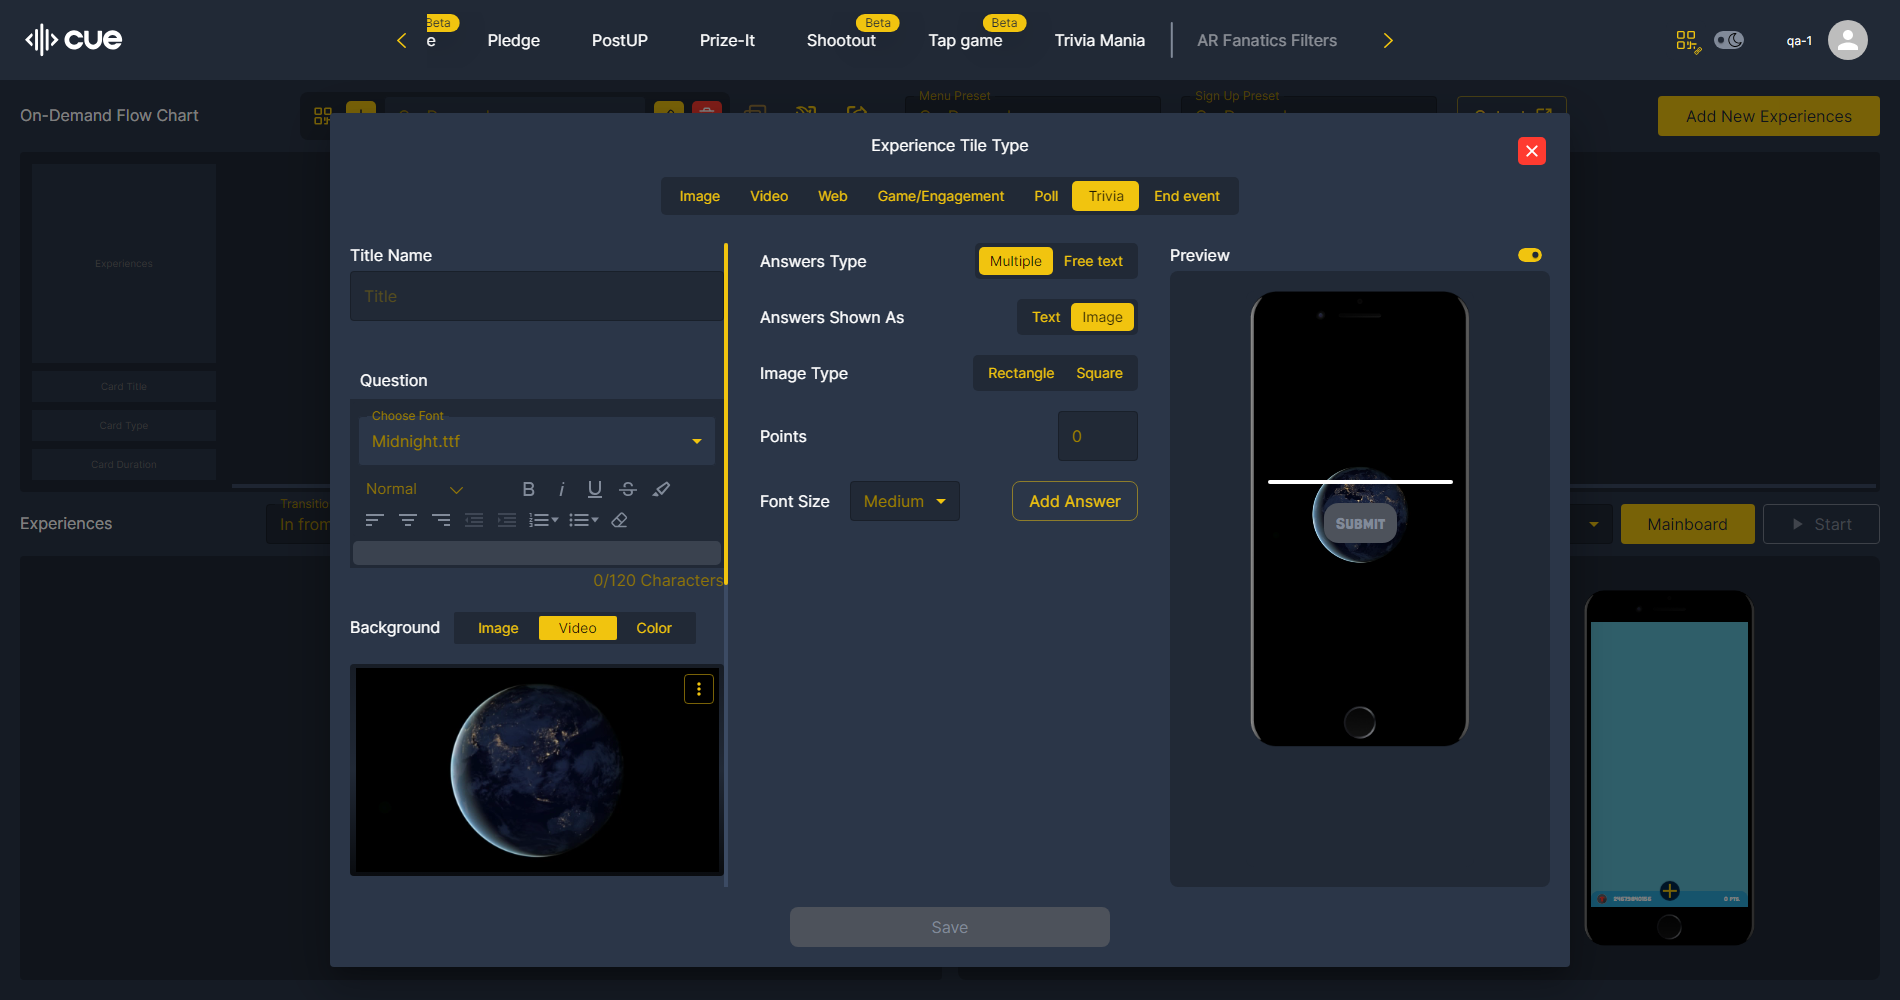 cue
Beta
e
Pledge
PostUP
Prize-It
Beta
Shootout
Beta
Tap game
Trivia Mania
AR Fanatics Filters
qa-1
On-Demand Flow Chart
Menu Preset
Sign Up Preset
Add New Experiences
Experience Tile Type
Image
Video
Web
Game/Engagement
Poll
Trivia
End event
Experiences
Card Title
Card Type
Card Duration
Title Name
Title
Question
Choose Font
Midnight.ttf
Normal
0/120 Characters
Background
Image
Video
Color
Answers Type
Multiple
Free text
Answers Shown As
Text
Image
Image Type
Rectangle
Square
Points
0
Font Size
Medium
Add Answer
Preview
SUBMIT
Transitio
Experiences
In from
Mainboard
Start
0 PTS.
Save